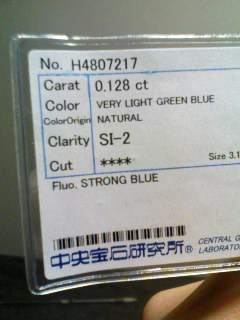 No. H4807217
Carat 0.128 ct
Color VERY LIGHT GREEN BLUE
ColorOrigin NATURAL
Clarity SI-2
Cut **** Size 3.1
Fluo. STRONG BLUE
中央宝石研究所® CENTRAL G
LABORATO